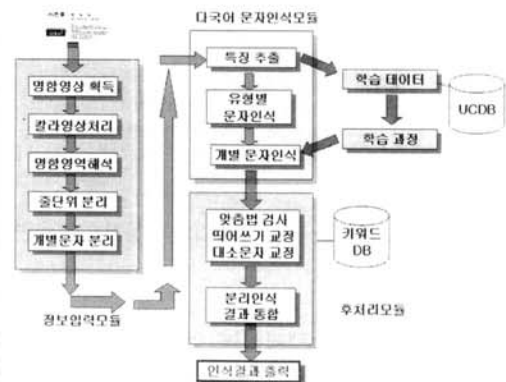 다국어 문자인식모듈
명함영상 획득
칼라영상처리
명함영역해석
줄단위 분리
개별문자 분리
정보입력모듈
특징 추출
유형별
문자인식
개별 문자인식
학습 데이터
학습 과정
UCDB
맞춤법 검사
띄어쓰기 교정
대소문자 교정
분리인식
결과 통합
키워드
DB
후처리모듈
인식결과 출력